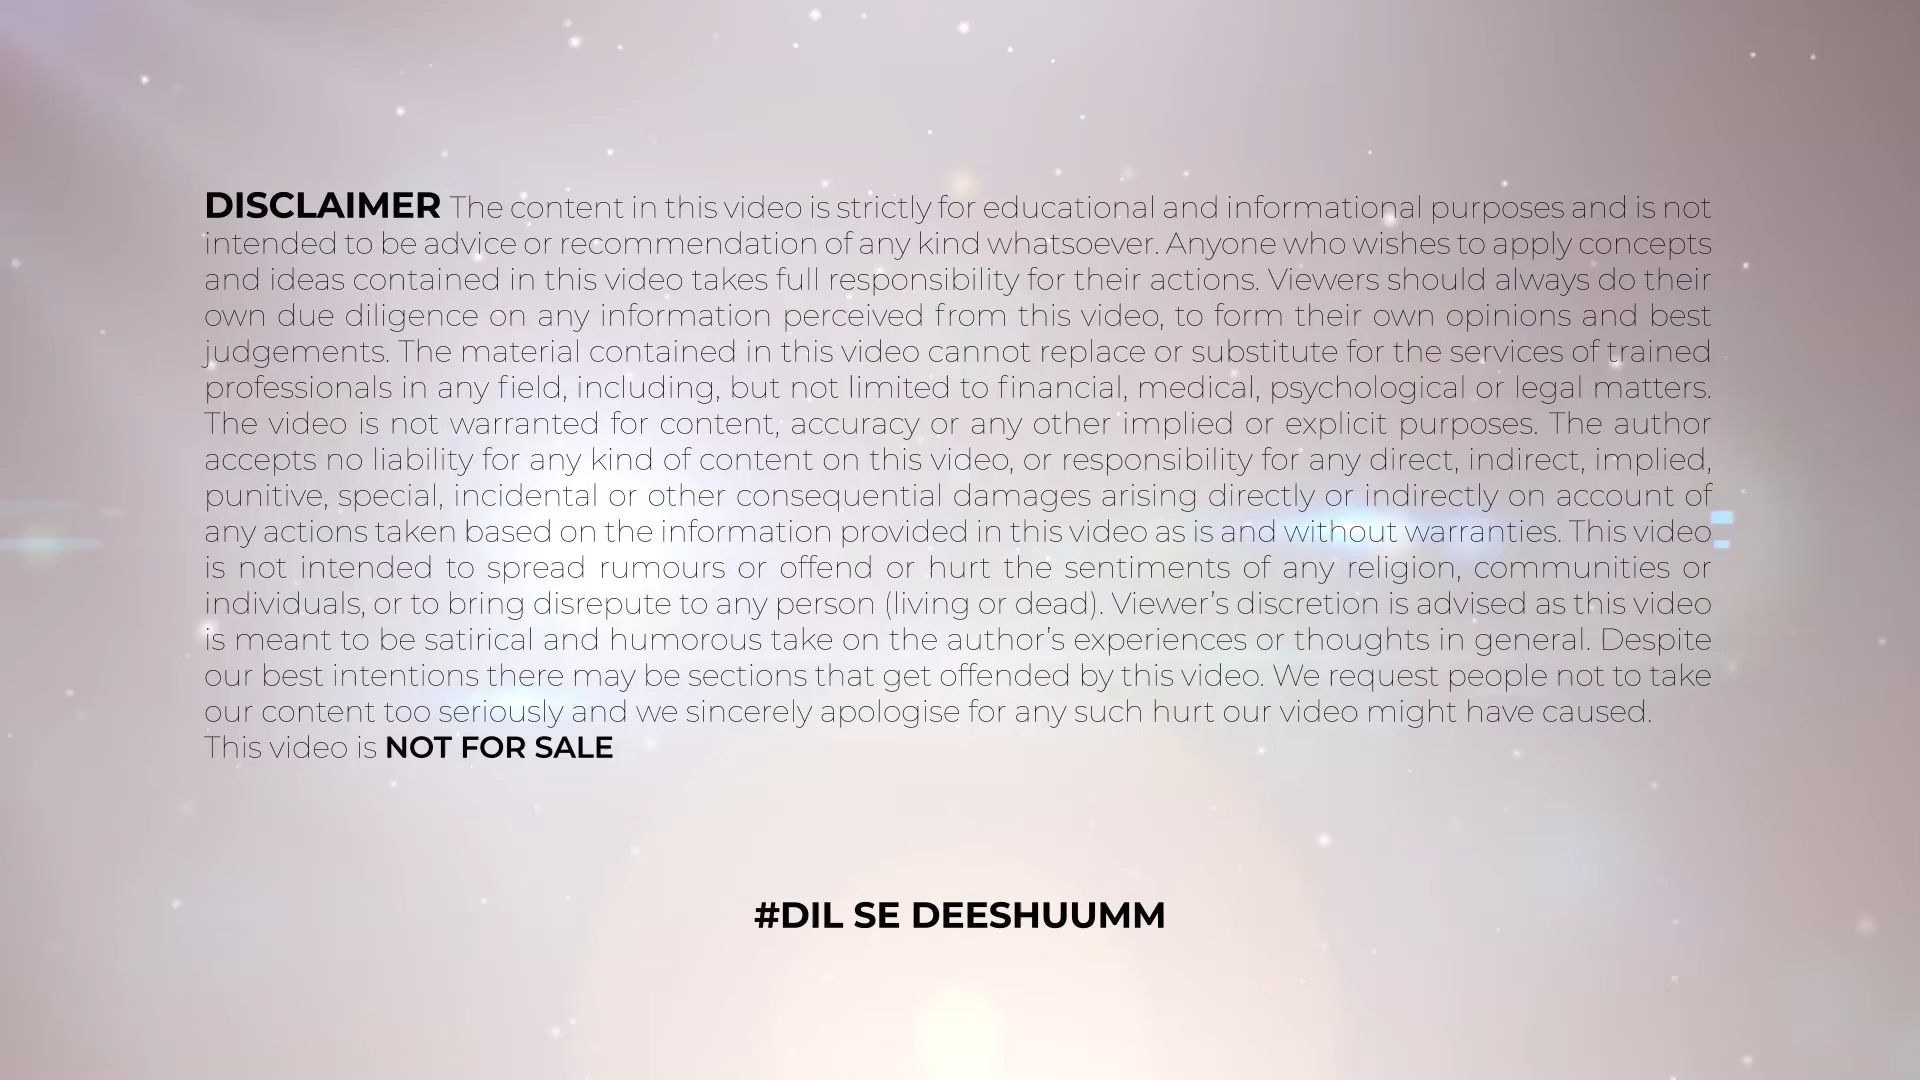 DISCLAIMER The content in this video is strictly for educational and informational purposes and is not
intended to be advice or recommendation of any kind whatsoever. Anyone who wishes to apply concepts
and ideas contained in this video takes full responsibility for their actions. Viewers should always do their
own due diligence on any information perceived from this video, to form their own opinions and best
judgements. The material contained in this video cannot replace or substitute for the services of trained
professionals in any field, including, but not limited to financial, medical, psychological or legal matters.
The video is not warranted for content, accuracy or any other implied or explicit purposes. The author
accepts no liability for any kind of content on this video, or responsibility for any direct, indirect, implied,
punitive, special, incidental or other consequential damages arising directly or indirectly on account of
any actions taken based on the information provided in this video as is and without warranties. This video
is not intended to spread rumours or offend or hurt the sentiments of any religion, communities or
individuals, or to bring disrepute to any person (living or dead). Viewer’s discretion is advised as this video
is meant to be satirical and humorous take on the author’s experiences or thoughts in general. Despite
our best intentions there may be sections that get offended by this video. We request people not to take
our content too seriously and we sincerely apologise for any such hurt our video might have caused.
This video is NOT FOR SALE
#DIL SE DEESHUUMM